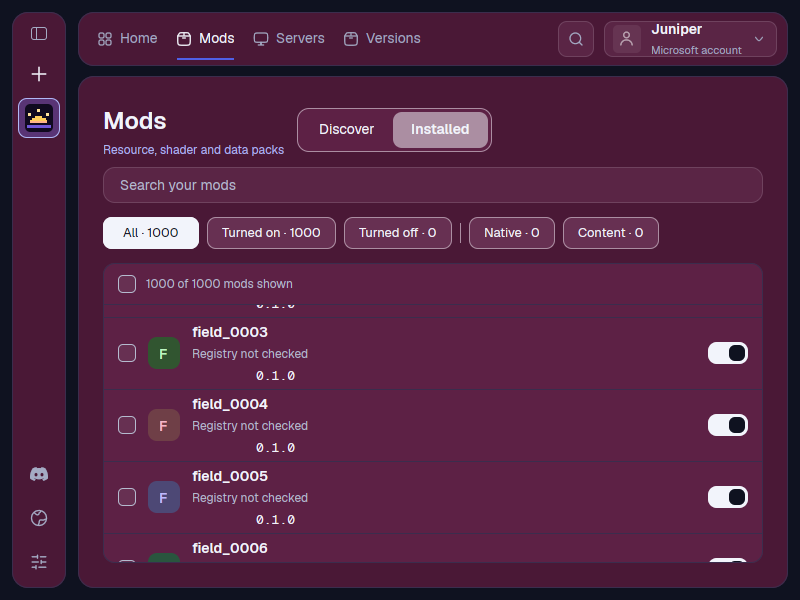 Home
Mods
Servers
Versions
Juniper
Microsoft account
Mods
Resource, shader and data packs
Discover
Installed
Search your mods
All · 1000
Turned on · 1000
Turned off · 0
Native · 0
Content · 0
1000 of 1000 mods shown
0.1.0
F
field_0003
Registry not checked
0.1.0
F
field_0004
Registry not checked
0.1.0
F
field_0005
Registry not checked
0.1.0
field_0006